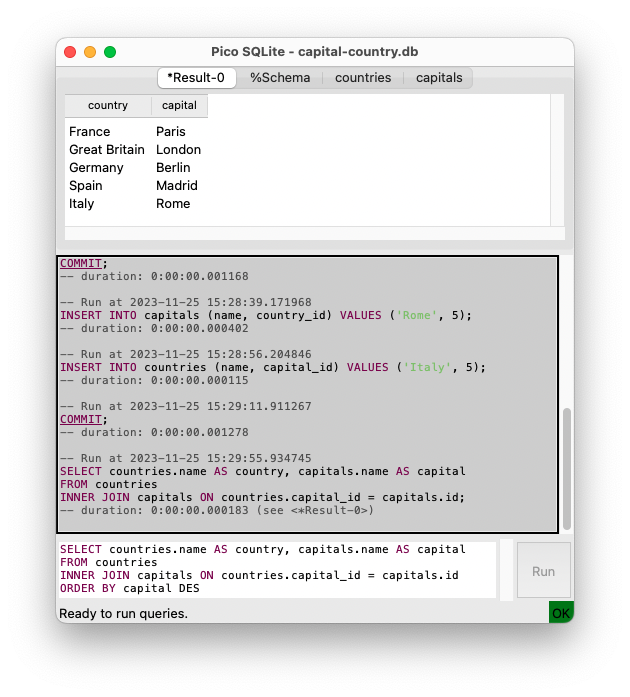 Pico SQLite - capital-country.db
*Result-0 %Schema countries capitals
country capital
France Paris
Great Britain London
Germany Berlin
Spain Madrid
Italy Rome
COMMIT;
-- duration: 0:00:00.001168
-- Run at 2023-11-25 15:28:39.171968
INSERT INTO capitals (name, country_id) VALUES ('Rome', 5);
-- duration: 0:00:00.000402
-- Run at 2023-11-25 15:28:56.204846
INSERT INTO countries (name, capital_id) VALUES ('Italy', 5);
-- duration: 0:00:00.000115
-- Run at 2023-11-25 15:29:11.911267
COMMIT;
-- duration: 0:00:00.001278
-- Run at 2023-11-25 15:29:55.934745
SELECT countries.name AS country, capitals.name AS capital
FROM countries
INNER JOIN capitals ON countries.capital_id = capitals.id;
-- duration: 0:00:00.000183 (see <*Result-0>)
SELECT countries.name AS country, capitals.name AS capital
FROM countries
INNER JOIN capitals ON countries.capital_id = capitals.id
ORDER BY capital DES
Run
Ready to run queries.
OK